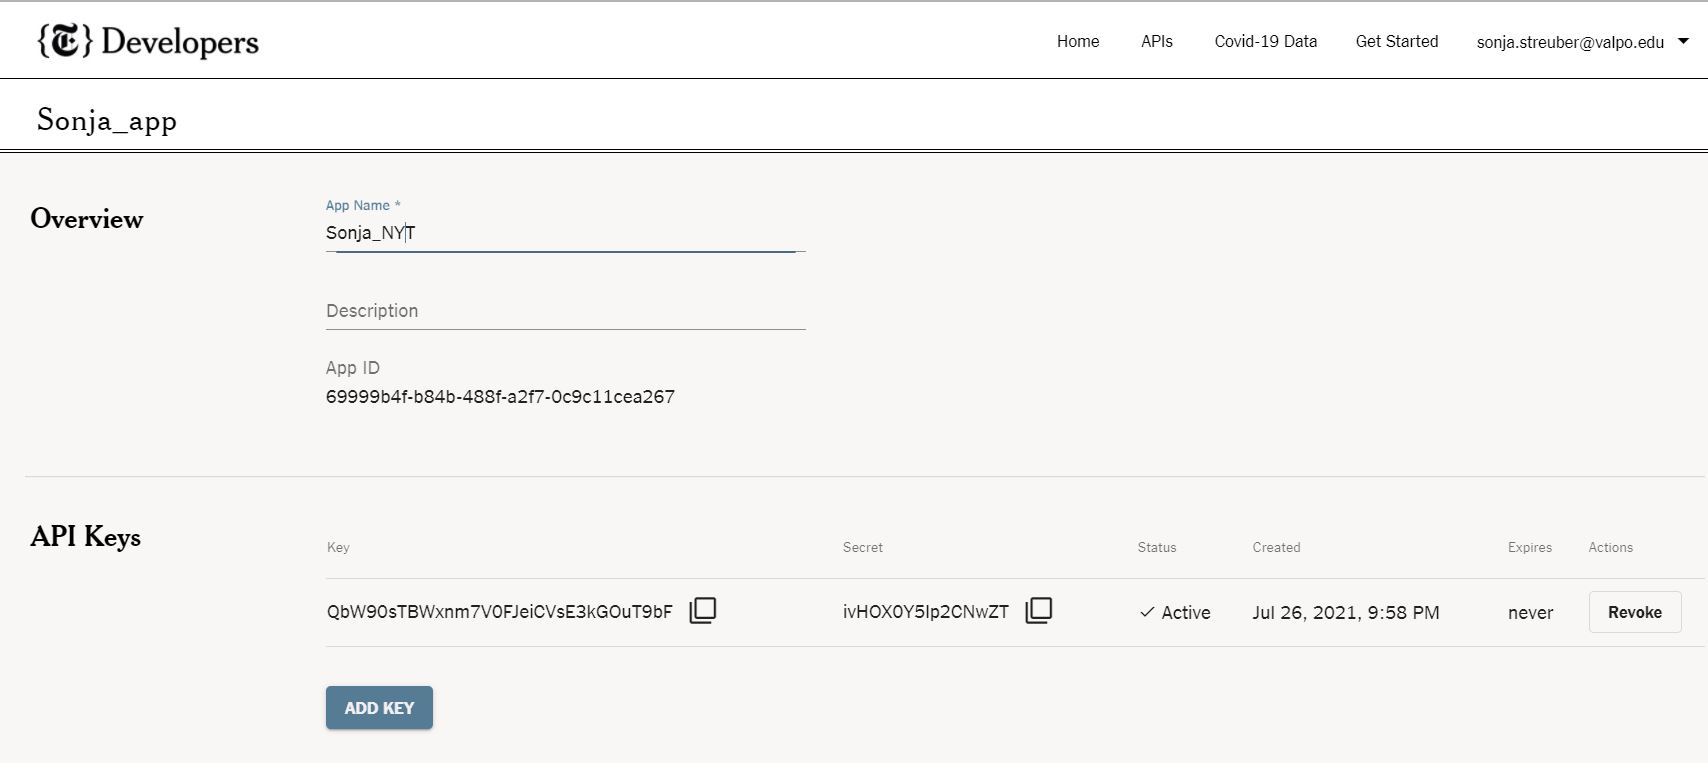 {T} Developers
Home APIs Covid-19 Data Get Started sonja.streuber@valpo.edu
Sonja_app
Overview
App Name *
Sonja_NYT
Description
App ID
69999b4f-b84b-488f-a2f7-0c9c11cea267
API Keys
Key Secret Status Created Expires Actions
QbW90sTBWxnm7V0FJeiCVsE3kGOuT9bF ivHOX0Y5Ip2CNwZT Active Jul 26, 2021, 9:58 PM never Revoke
ADD KEY